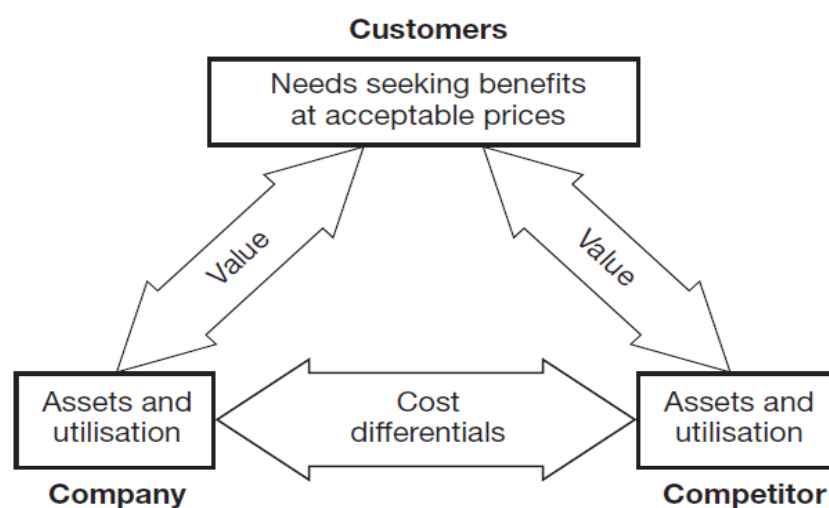 Customers
Needs seeking benefits
at acceptable prices
Value
Value
Assets and
utilisation
Cost
differentials
Assets and
utilisation
Company
Competitor